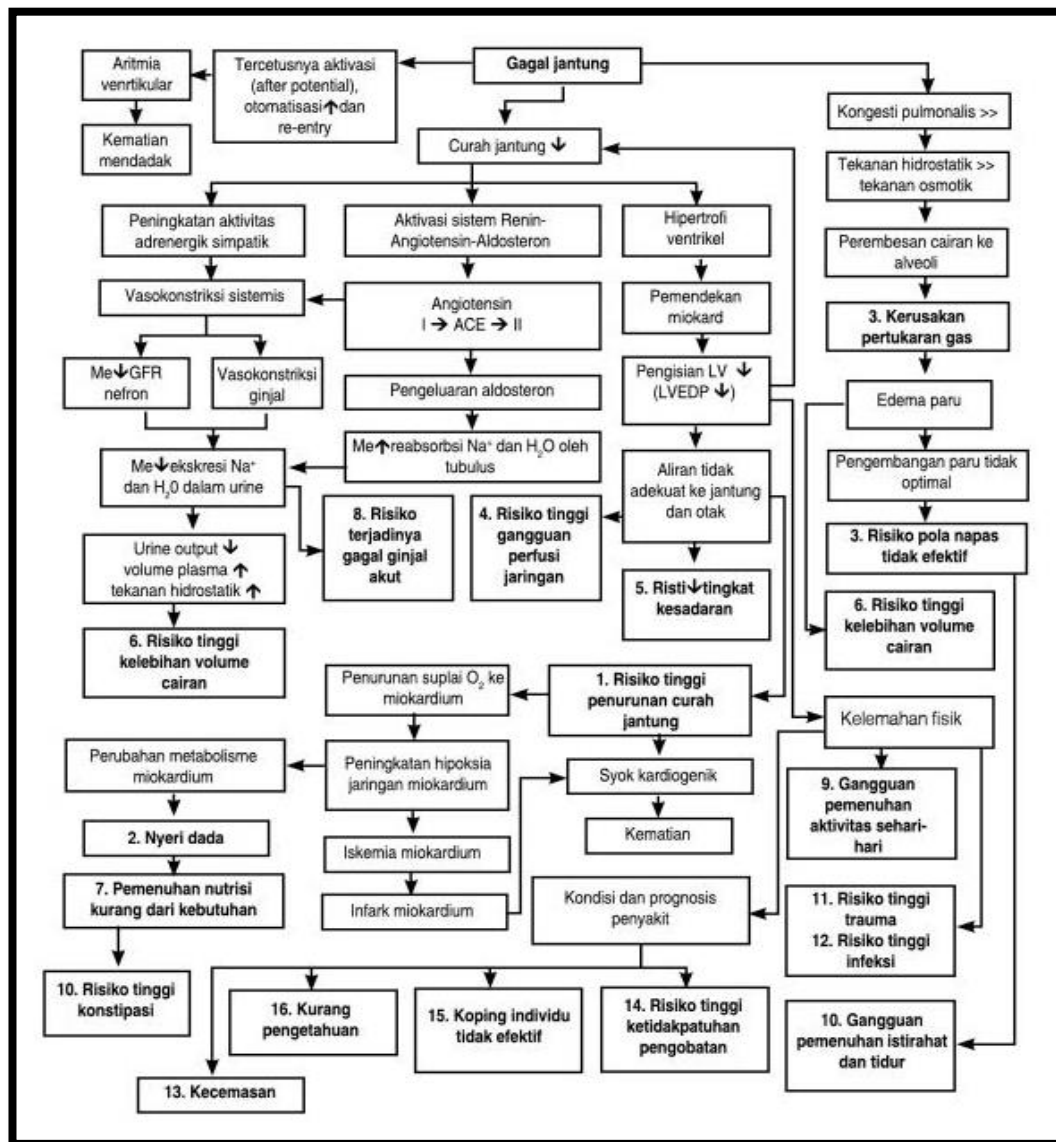 Gagal jantung
Aritmia
venrtikular
Tercetusnya aktivasi
(after potential),
otomatisasi↑dan
re-entry
Kematian
mendadak
Curah jantung ↓
Kongesti pulmonalis >>
Tekanan hidrostatik >>
tekanan osmotik
Peningkatan aktivitas
adrenergik simpatik
Aktivasi sistem Renin-
Angiotensin-Aldosteron
Hipertrofi
ventrikel
Perembesan cairan ke
alveoli
Vasokonstriksi sistemis
Angiotensin
I → ACE → II
Pemendekan
miokard
3. Kerusakan
pertukaran gas
Me↓GFR
nefron
Vasokonstriksi
ginjal
Pengeluaran aldosteron
Pengisian LV ↓
(LVEDP ↓)
Edema paru
Me↓ekskresi Na⁺
dan H₂0 dalam urine
Me↑reabsorbsi Na⁺ dan H₂O oleh
tubulus
Aliran tidak
adekuat ke jantung
dan otak
Pengembangan paru tidak
optimal
Urine output ↓
volume plasma ↑
tekanan hidrostatik ↑
8. Risiko
terjadinya
gagal ginjal
akut
4. Risiko tinggi
gangguan
perfusi
jaringan
5. Risti↓tingkat
kesadaran
3. Risiko pola napas
tidak efektif
6. Risiko tinggi
kelebihan volume
cairan
6. Risiko tinggi
kelebihan volume
cairan
Penurunan suplai O₂ ke
miokardium
1. Risiko tinggi
penurunan curah
jantung
Kelemahan fisik
Perubahan metabolisme
miokardium
Peningkatan hipoksia
jaringan miokardium
Syok kardiogenik
9. Gangguan
pemenuhan
aktivitas sehari-
hari
2. Nyeri dada
Iskemia miokardium
Kematian
7. Pemenuhan nutrisi
kurang dari kebutuhan
Infark miokardium
Kondisi dan prognosis
penyakit
11. Risiko tinggi
trauma
12. Risiko tinggi
infeksi
10. Risiko tinggi
konstipasi
16. Kurang
pengetahuan
15. Koping individu
tidak efektif
14. Risiko tinggi
ketidakpatuhan
pengobatan
10. Gangguan
pemenuhan istirahat
dan tidur
13. Kecemasan